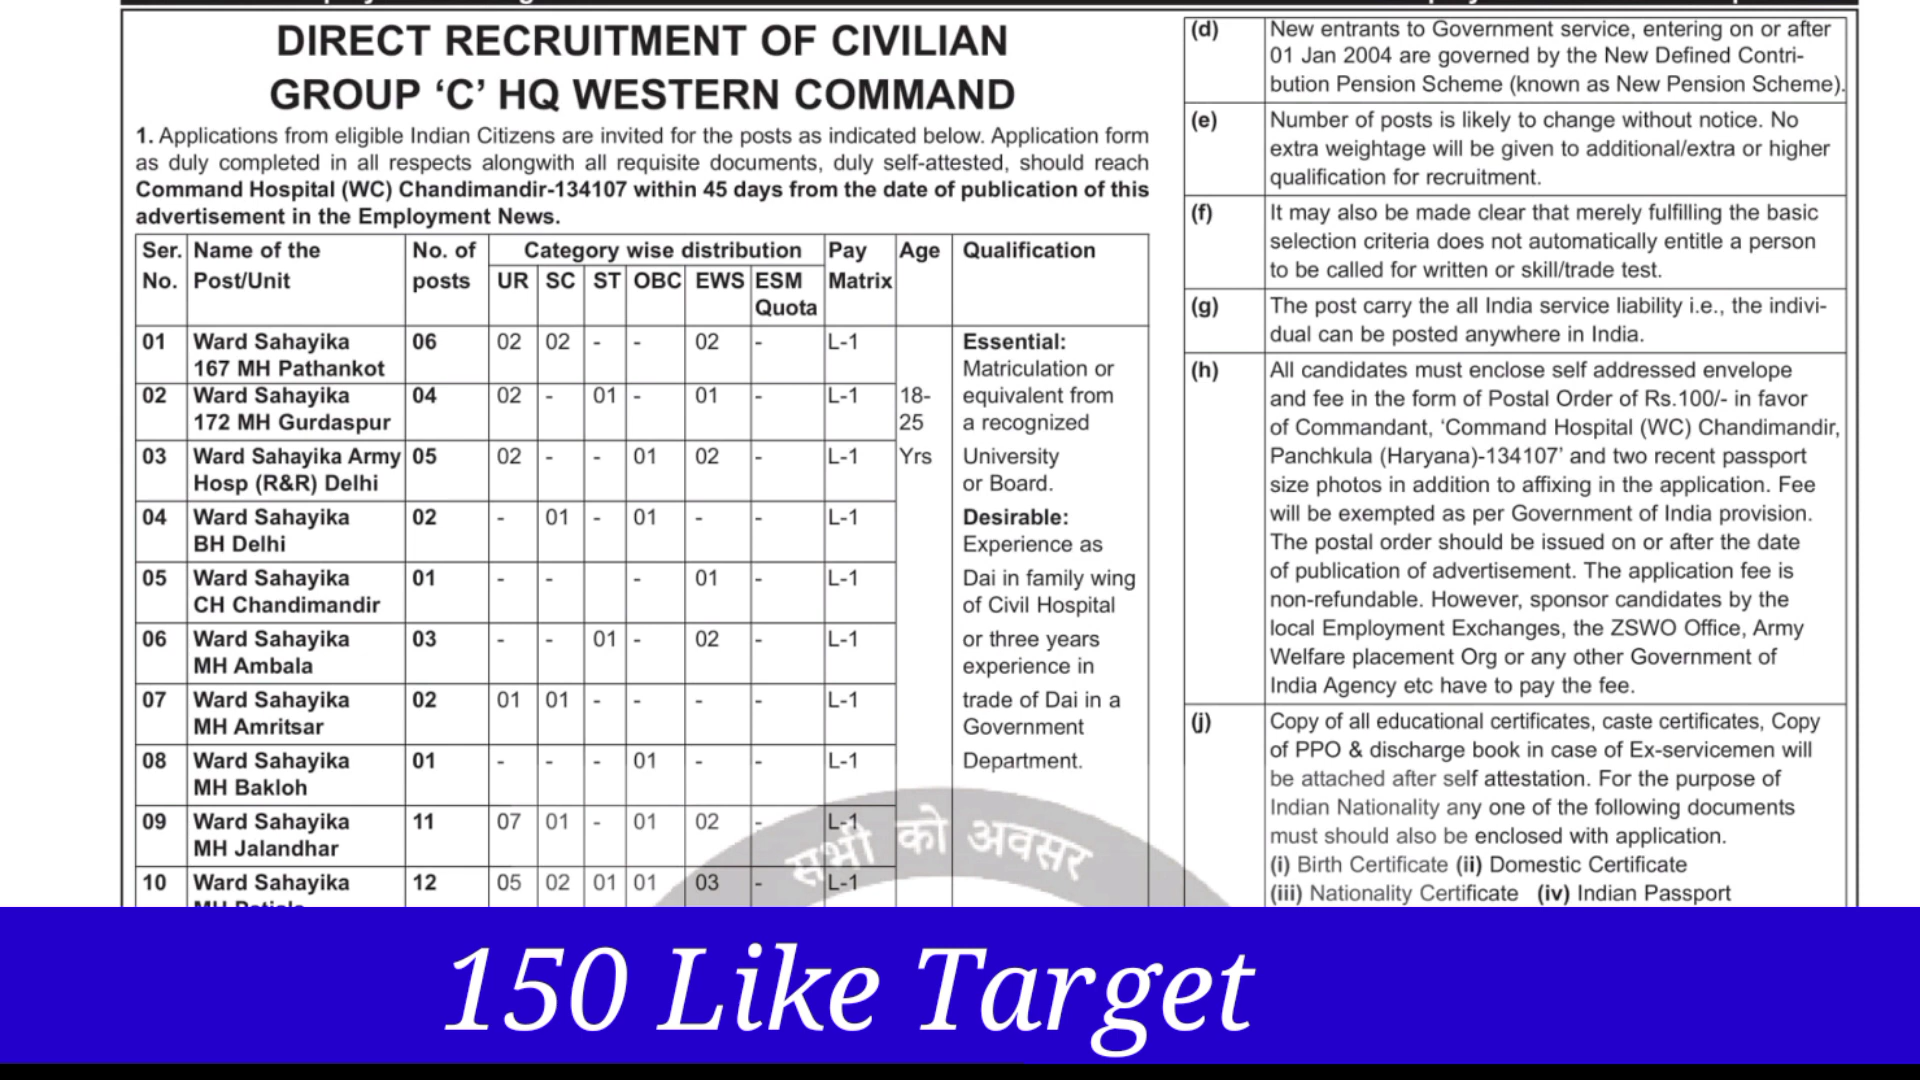 DIRECT RECRUITMENT OF CIVILIAN
GROUP ‘C’ HQ WESTERN COMMAND
1. Applications from eligible Indian Citizens are invited for the posts as indicated below. Application form
as duly completed in all respects alongwith all requisite documents, duly self-attested, should reach
Command Hospital (WC) Chandimandir-134107 within 45 days from the date of publication of this
advertisement in the Employment News.
Ser. Name of the No. of Category wise distribution Pay Age Qualification
No. Post/Unit posts UR SC ST OBC EWS ESM Matrix
Quota
01 Ward Sahayika 06 02 02 - - 02 - L-1 Essential:
167 MH Pathankot Matriculation or
02 Ward Sahayika 04 02 - 01 - 01 - L-1 18- equivalent from
172 MH Gurdaspur 25 a recognized
03 Ward Sahayika Army 05 02 - - 01 02 - L-1 Yrs University
Hosp (R&R) Delhi or Board.
04 Ward Sahayika 02 - 01 - 01 - - L-1 Desirable:
BH Delhi Experience as
05 Ward Sahayika 01 - - - 01 - L-1 Dai in family wing
CH Chandimandir of Civil Hospital
06 Ward Sahayika 03 - - 01 - 02 - L-1 or three years
MH Ambala experience in
07 Ward Sahayika 02 01 01 - - - - L-1 trade of Dai in a
MH Amritsar Government
08 Ward Sahayika 01 - - - 01 - - L-1 Department.
MH Bakloh
09 Ward Sahayika 11 07 01 - 01 02 - L-1
MH Jalandhar
10 Ward Sahayika 12 05 02 01 01 03 - L-1
सभी को अवसर
(d) New entrants to Government service, entering on or after
01 Jan 2004 are governed by the New Defined Contri-
bution Pension Scheme (known as New Pension Scheme).
(e) Number of posts is likely to change without notice. No
extra weightage will be given to additional/extra or higher
qualification for recruitment.
(f) It may also be made clear that merely fulfilling the basic
selection criteria does not automatically entitle a person
to be called for written or skill/trade test.
(g) The post carry the all India service liability i.e., the indivi-
dual can be posted anywhere in India.
(h) All candidates must enclose self addressed envelope
and fee in the form of Postal Order of Rs.100/- in favor
of Commandant, ‘Command Hospital (WC) Chandimandir,
Panchkula (Haryana)-134107’ and two recent passport
size photos in addition to affixing in the application. Fee
will be exempted as per Government of India provision.
The postal order should be issued on or after the date
of publication of advertisement. The application fee is
non-refundable. However, sponsor candidates by the
local Employment Exchanges, the ZSWO Office, Army
Welfare placement Org or any other Government of
India Agency etc have to pay the fee.
(j) Copy of all educational certificates, caste certificates, Copy
of PPO & discharge book in case of Ex-servicemen will
be attached after self attestation. For the purpose of
Indian Nationality any one of the following documents
must should also be enclosed with application.
(i) Birth Certificate (ii) Domestic Certificate
(iii) Nationality Certificate (iv) Indian Passport
150 Like Target